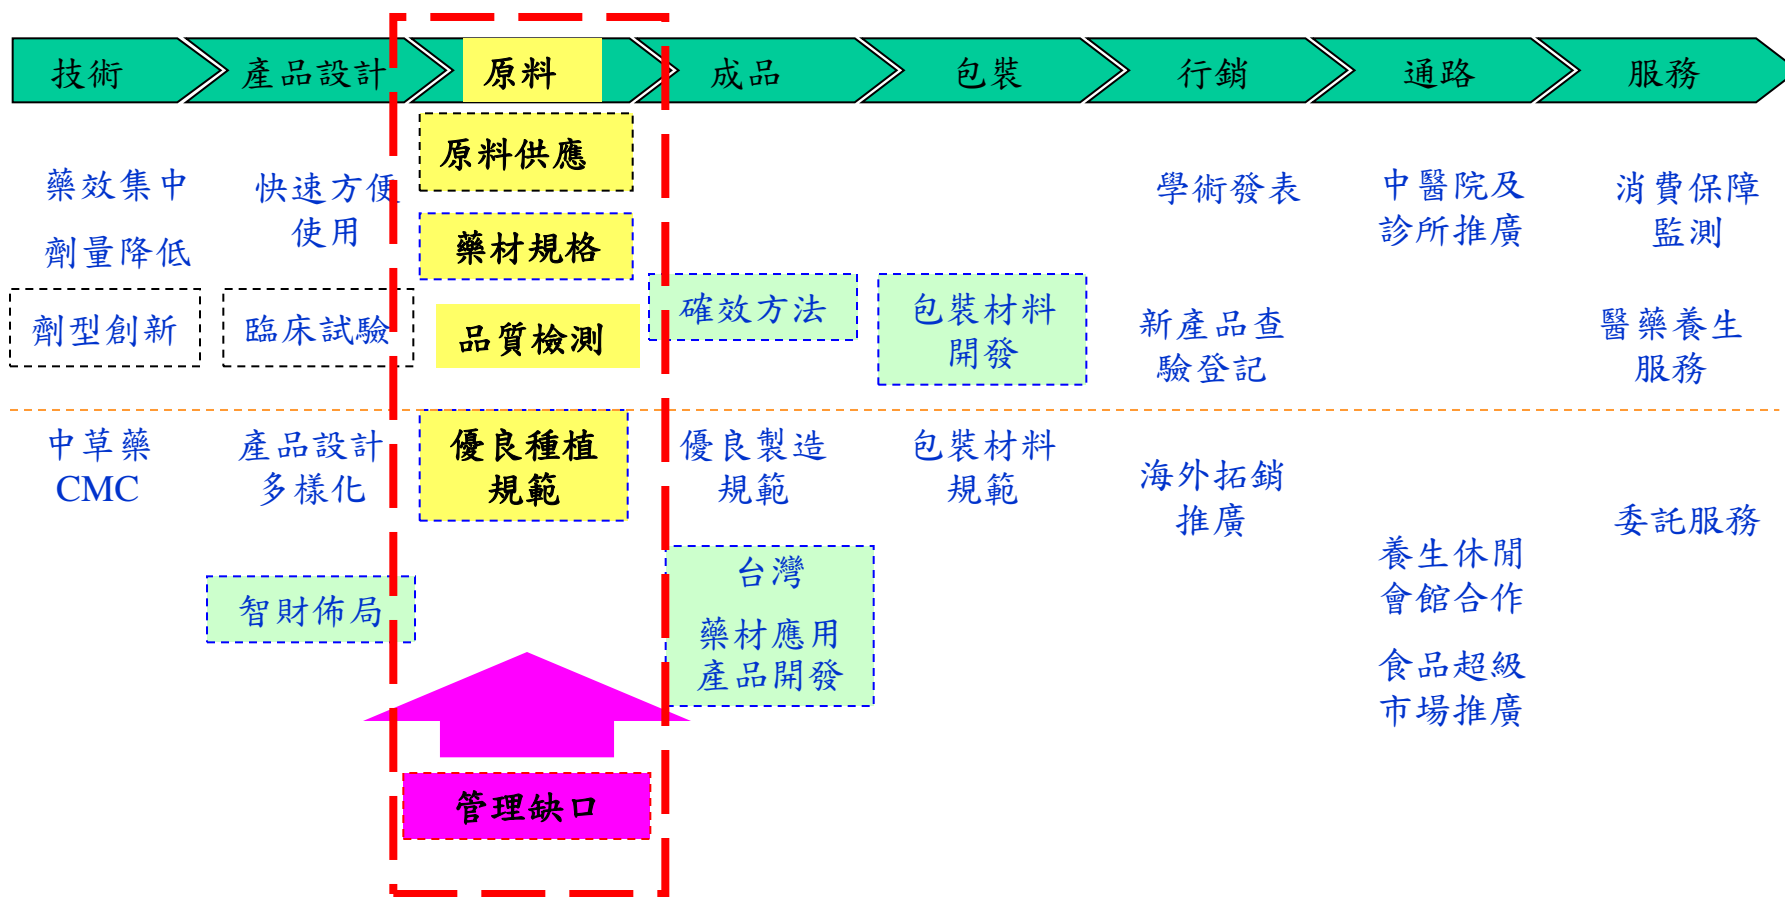 技術
產品設計
原料
成品
包裝
行銷
通路
服務
藥效集中
劑量降低
劑型創新
中草藥
CMC
快速方便
使用
臨床試驗
產品設計
多樣化
智財佈局
原料供應
藥材規格
品質檢測
優良種植
規範
管理缺口
確效方法
優良製造
規範
台灣
藥材應用
產品開發
包裝材料
開發
包裝材料
規範
學術發表
新產品查
驗登記
海外拓銷
推廣
中醫院及
診所推廣
養生休閒
會館合作
食品超級
市場推廣
消費保障
監測
醫藥養生
服務
委託服務